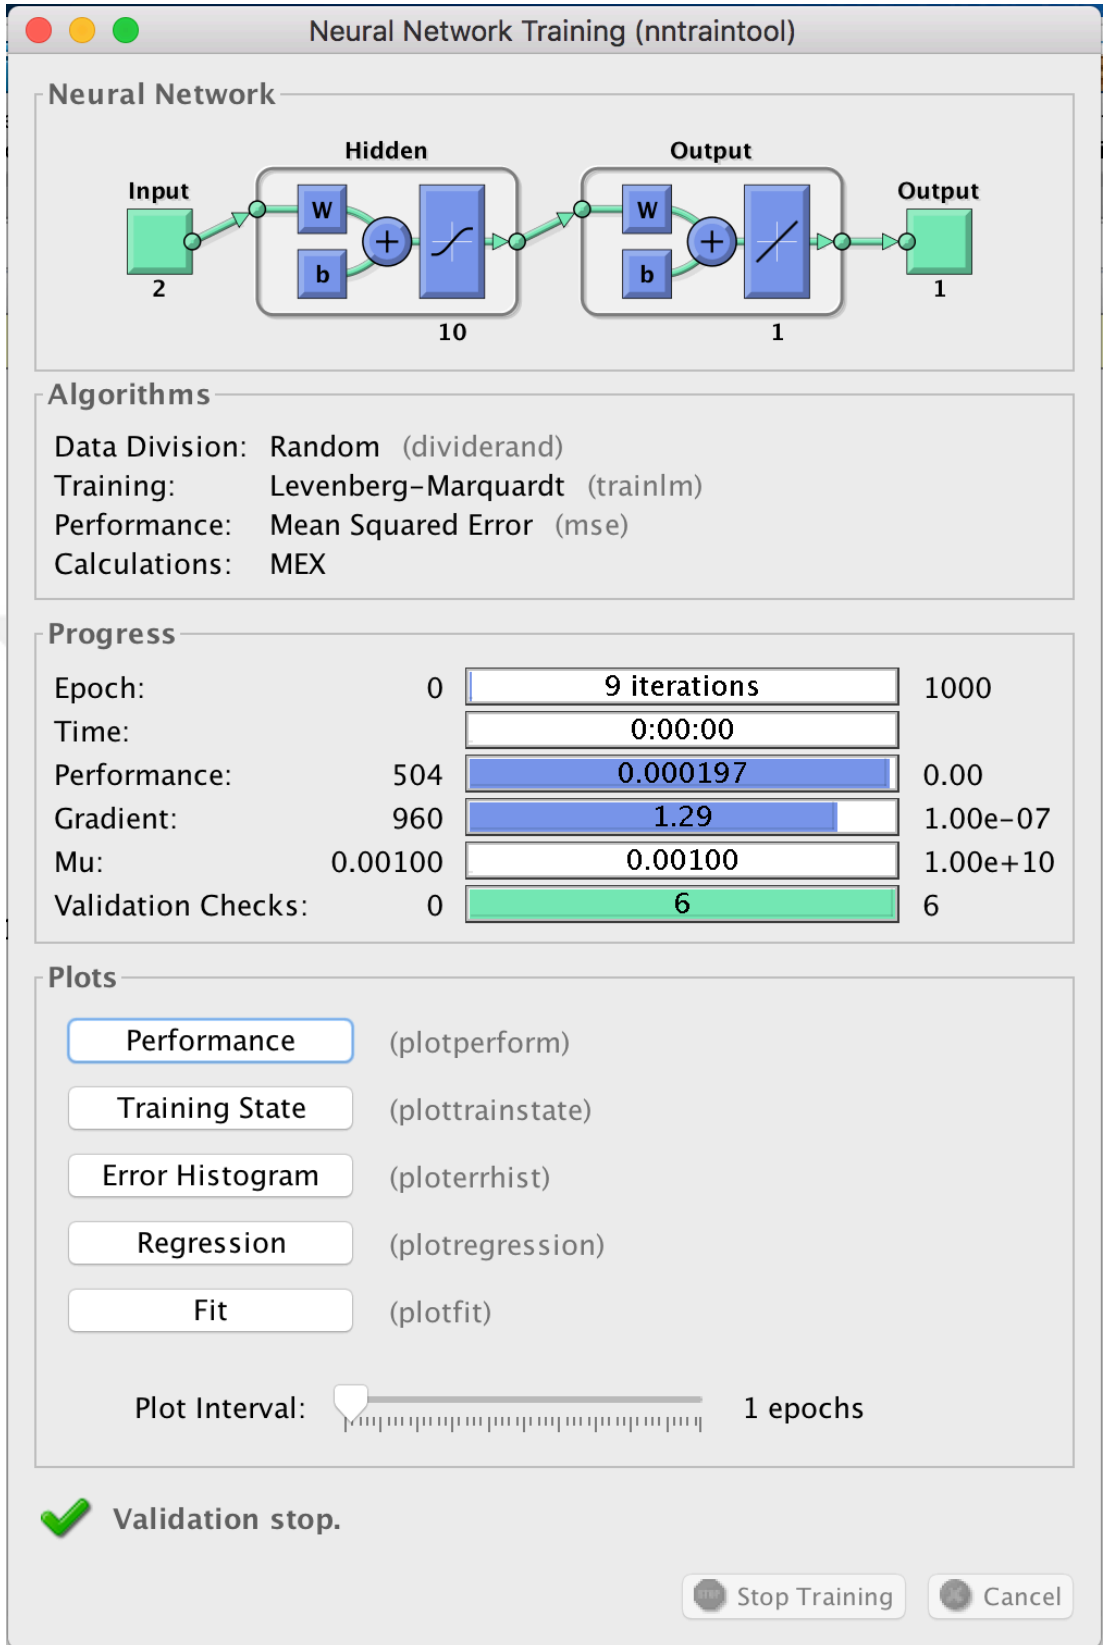 Neural Network Training (nntraintool)
Neural Network
Hidden
Output
Input
Output
W
W
b
b
2
1
10
1
Algorithms
Data Division: Random (dividerand)
Training: Levenberg-Marquardt (trainlm)
Performance: Mean Squared Error (mse)
Calculations: MEX
Progress
Epoch: 0 9 iterations 1000
Time: 0:00:00
Performance: 504 0.000197 0.00
Gradient: 960 1.29 1.00e-07
Mu: 0.00100 0.00100 1.00e+10
Validation Checks: 0 6 6
Plots
Performance (plotperform)
Training State (plottrainstate)
Error Histogram (ploterrhist)
Regression (plotregression)
Fit (plotfit)
Plot Interval: 1 epochs
Validation stop.
STOP Stop Training Cancel